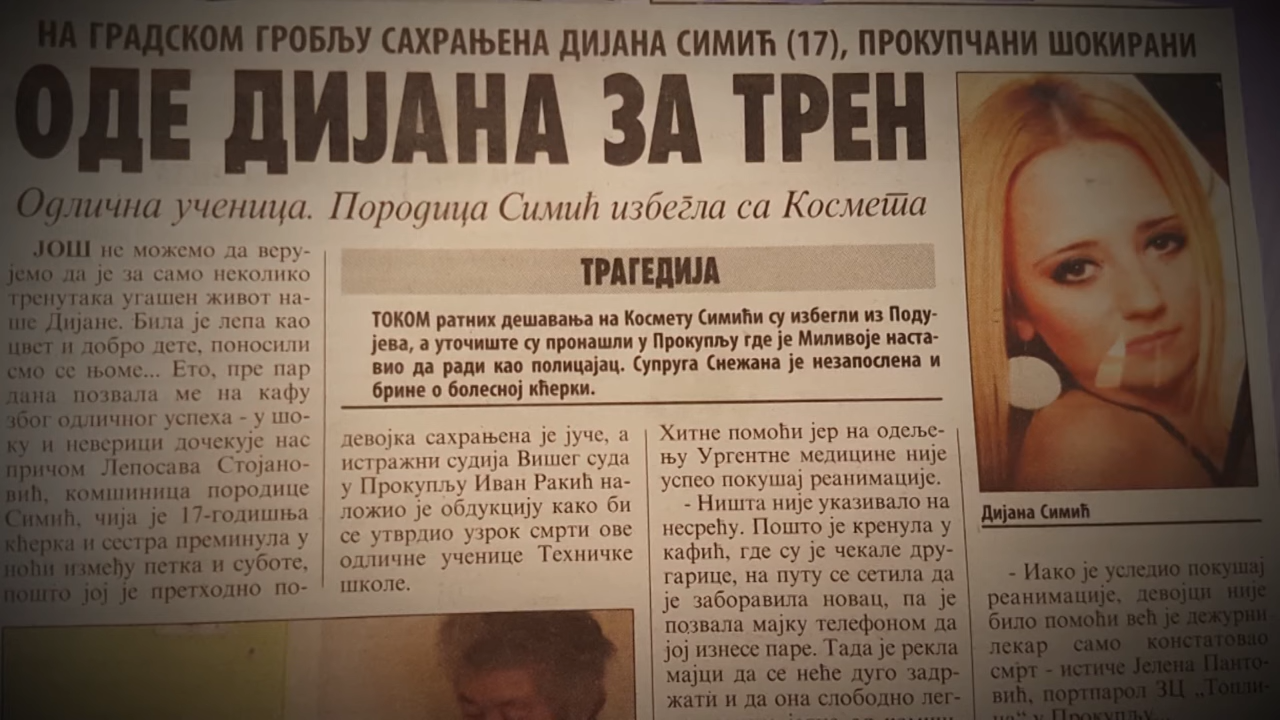 НА ГРАДСКОМ ГРОБЉУ САХРАЊЕНА ДИЈАНА СИМИЋ (17), ПРОКУПЧАНИ ШОКИРАНИ
ОДЕ ДИЈАНА ЗА ТРЕН
Одлична ученица. Породица Симић избегла са Космета
ЈОШ не можемо да веру-
јемо да је за само неколико
тренутака угашен живот на-
ше Дијане. Била је лепа као
цвет и добро дете, поносили
смо се њоме... Ето, пре пар
дана позвала ме на кафу
због одличног успеха - у шо-
ку и неверици дочекује нас
причом Лепосава Стојано-
вић, комшиница породице
Симић, чија је 17-годишња
кћерка и сестра преминула у
ноћи између петка и суботе,
пошто јој је претходно по-
ТРАГЕДИЈА
ТОКОМ ратних дешавања на Космету Симићи су избегли из Поду-
јева, а уточиште су пронашли у Прокупљу где је Миливоје наста-
вио да ради као полицајац. Супруга Снежана је незапослена и
брине о болесној кћерки.
девојка сахрањена је јуче, а
истражни судија Вишег суда
у Прокупљу Иван Ракић на-
ложио је обдукцију како би
се утврдио узрок смрти ове
одличне ученице Техничке
школе.
Хитне помоћи јер на одеље-
њу Ургентне медицине није
успео покушај реанимације.
- Ништа није указивало на
несрећу. Пошто је кренула у
кафић, где су је чекале дру-
гарице, на путу се сетила да
је заборавила новац, па је
позвала мајку телефоном да
јој изнесе паре. Тада је рекла
мајци да се неће дуго задр-
жати и да она слободно лег-
Дијана Симић
- Иако је уследио покушај
реанимације, девојци није
било помоћи већ је дежурни
лекар само констатовао
смрт - истиче Јелена Панто-
вић, портпарол ЗЦ „Топли-
на“ у Прокупљу.